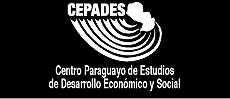 CEPADES
Centro Paraguayo de Estudios
de Desarrollo Económico y Social